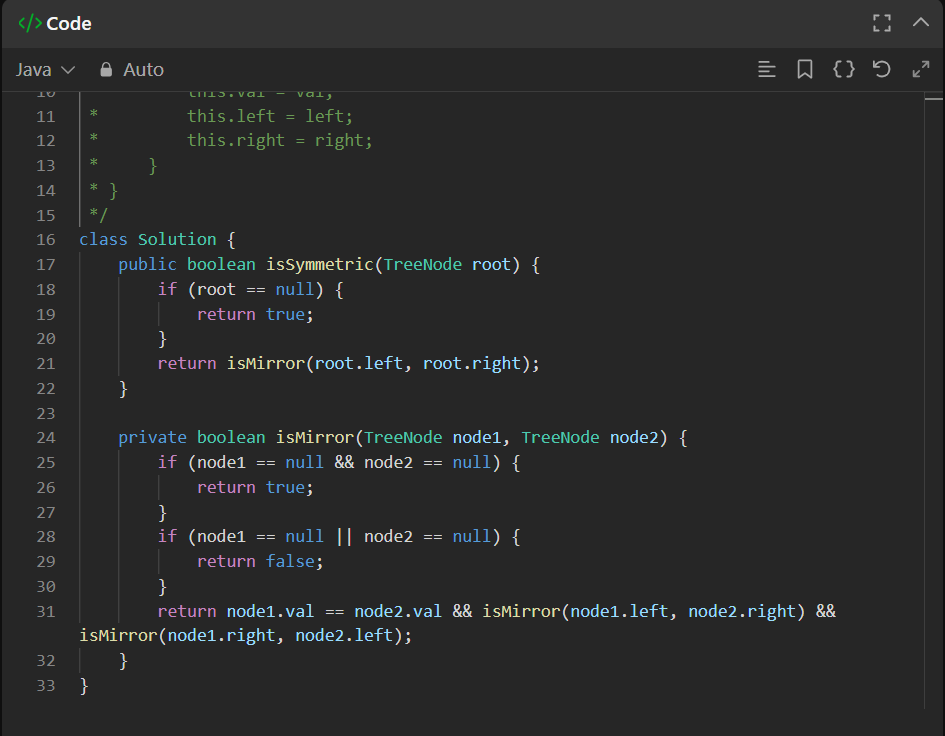 </> Code
Java Auto
10 this.val = val;
11 * this.left = left;
12 * this.right = right;
13 * }
14 * }
15 */
16 class Solution {
17 public boolean isSymmetric(TreeNode root) {
18 if (root == null) {
19 return true;
20 }
21 return isMirror(root.left, root.right);
22 }
23
24 private boolean isMirror(TreeNode node1, TreeNode node2) {
25 if (node1 == null && node2 == null) {
26 return true;
27 }
28 if (node1 == null || node2 == null) {
29 return false;
30 }
31 return node1.val == node2.val && isMirror(node1.left, node2.right) &&
isMirror(node1.right, node2.left);
32 }
33 }